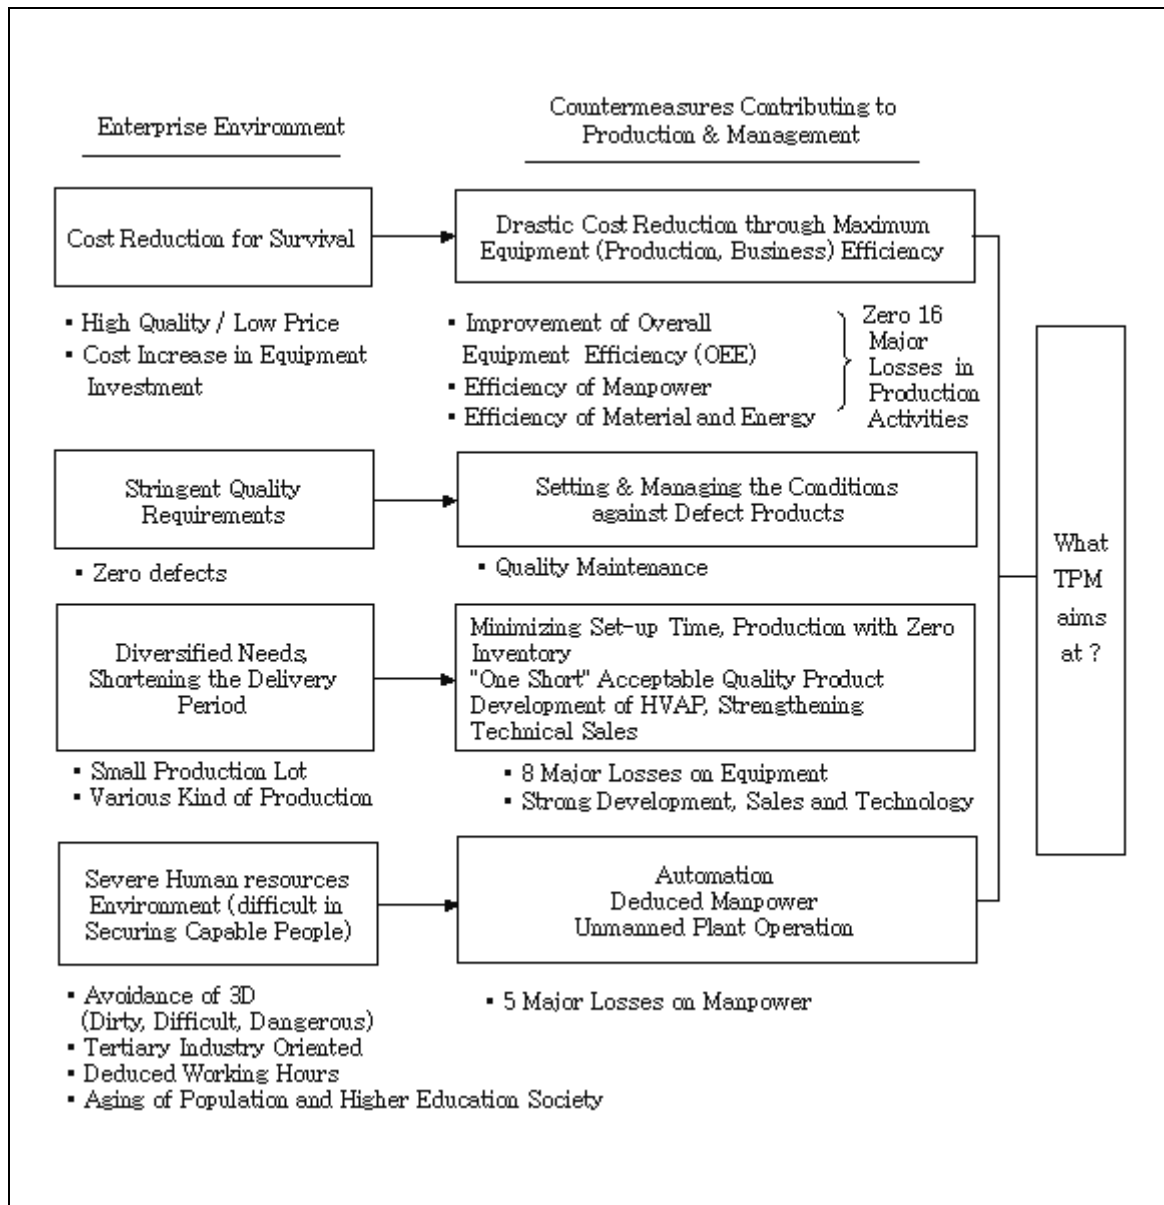 Enterprise Environment
Countermeasures Contributing to
Production & Management
Cost Reduction for Survival
Drastic Cost Reduction through Maximum
Equipment (Production, Business) Efficiency
▪ High Quality / Low Price
▪ Cost Increase in Equipment
Investment
▪ Improvement of Overall
Equipment Efficiency (OEE)
▪ Efficiency of Manpower
▪ Efficiency of Material and Energy
Zero 16
Major
Losses in
Production
Activities
Stringent Quality
Requirements
Setting & Managing the Conditions
against Defect Products
▪ Zero defects
▪ Quality Maintenance
Diversified Needs,
Shortening the Delivery
Period
Minimizing Set-up Time, Production with Zero
Inventory
"One Short" Acceptable Quality Product
Development of HVAP, Strengthening
Technical Sales
▪ Small Production Lot
▪ Various Kind of Production
▪ 8 Major Losses on Equipment
▪ Strong Development, Sales and Technology
Severe Human resources
Environment (difficult in
Securing Capable People)
Automation
Deduced Manpower
Unmanned Plant Operation
▪ Avoidance of 3D
(Dirty, Difficult, Dangerous)
▪ Tertiary Industry Oriented
▪ Deduced Working Hours
▪ Aging of Population and Higher Education Society
▪ 5 Major Losses on Manpower
What
TPM
aims
at ?